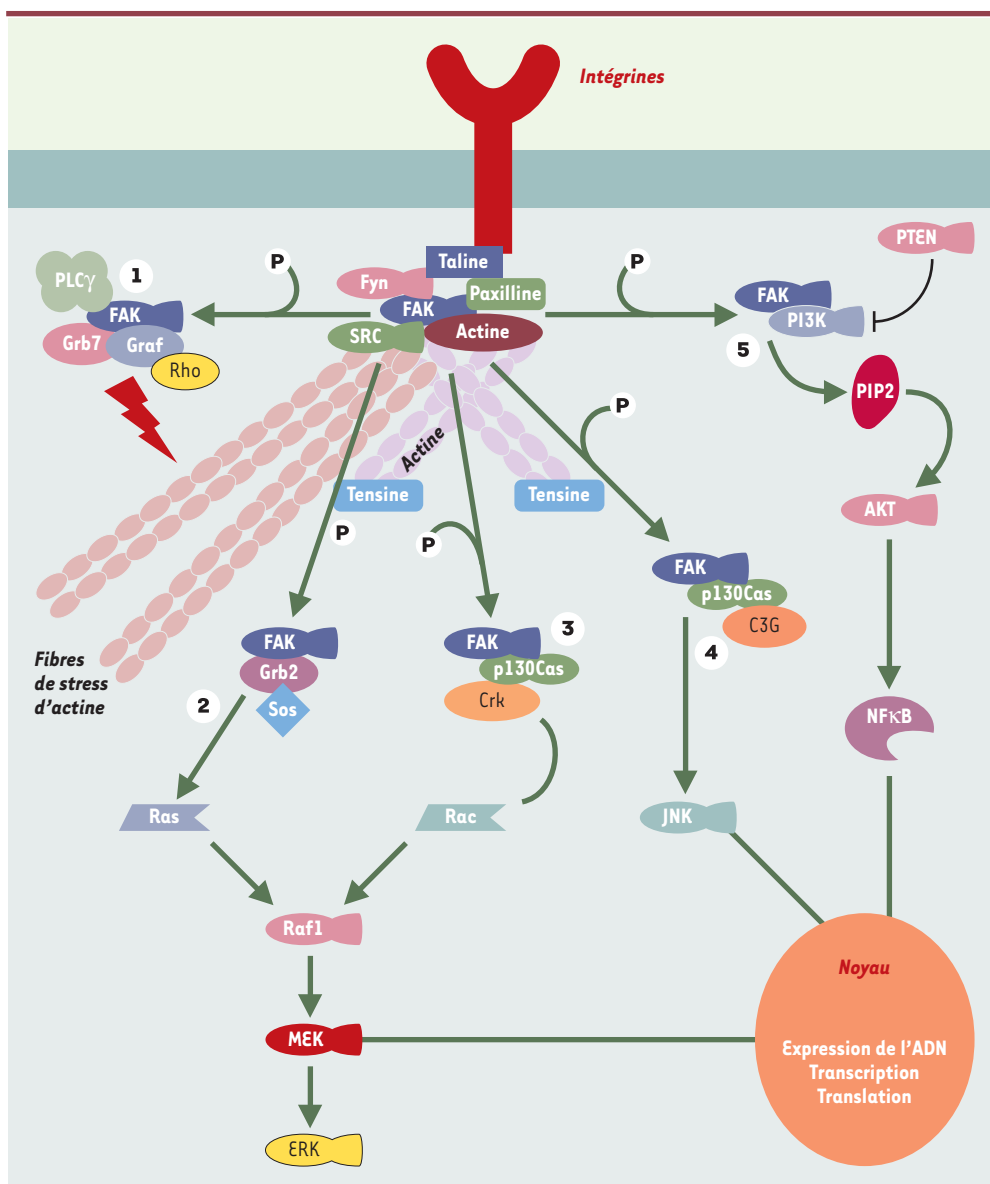 Intégrines
PTEN
PLCγ
1
P
Taline
P
Fyn
Paxilline
FAK
FAK
FAK
PI3K
Grb7
Graf
SRC
Actine
5
Rho
PIP2
P
Actine
Tensine
Tensine
AKT
P
P
FAK
p130Cas
C3G
FAK
Grb2
Sos
2
FAK
3
p130Cas
Crk
4
Fibres
de stress
d’actine
NFκB
Ras
Rac
JNK
Raf1
Noyau
MEK
Expression de l’ADN
Transcription
Translation
ERK